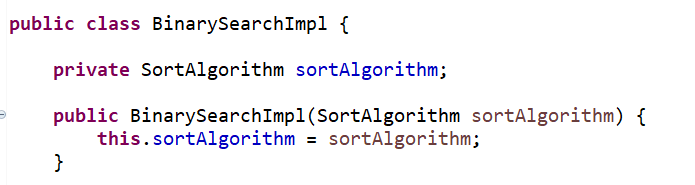 public class BinarySearchImpl {
private SortAlgorithm sortAlgorithm;
public BinarySearchImpl(SortAlgorithm sortAlgorithm) {
this.sortAlgorithm = sortAlgorithm;
}